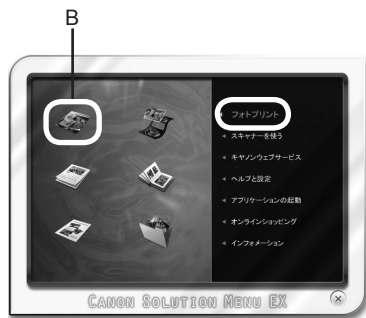 B
フォトプリント
スキャナーを使う
キヤノンウェブサービス
ヘルプと設定
アプリケーションの起動
オンラインショッピング
インフォメーション
CANON SOLUTION MENU EX